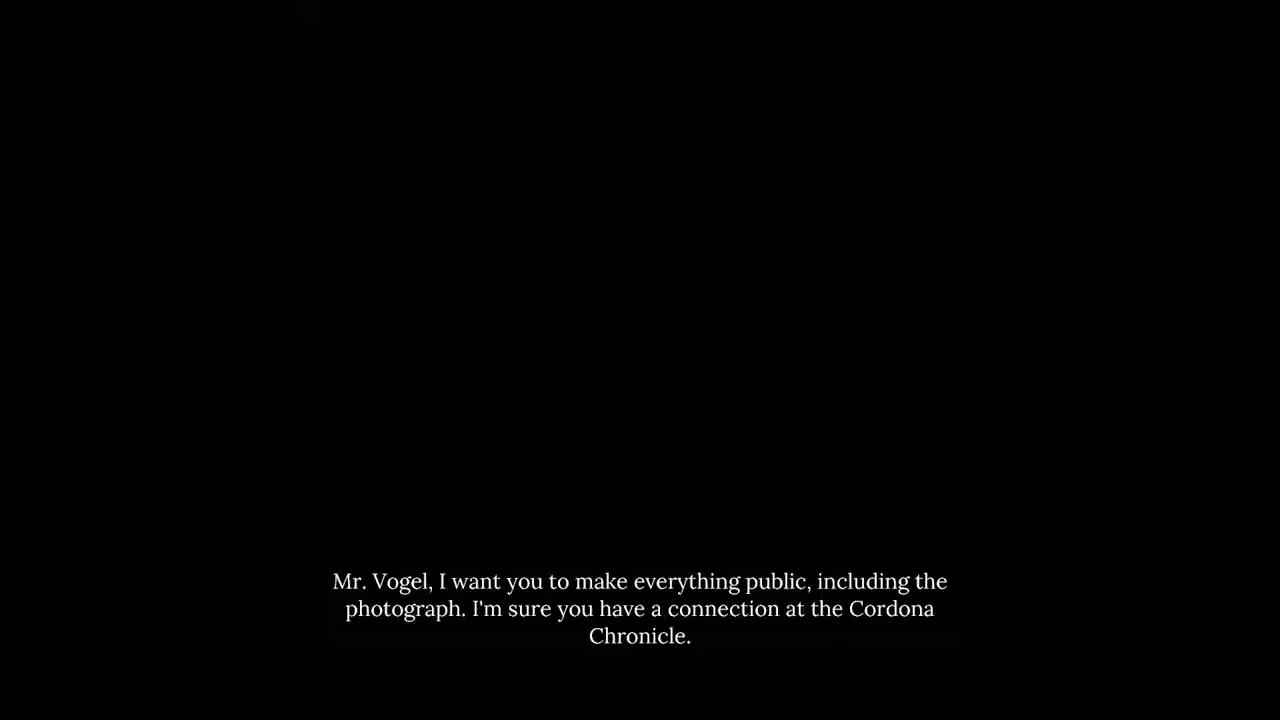 Mr. Vogel, I want you to make everything public, including the
photograph. I'm sure you have a connection at the Cordona
Chronicle.